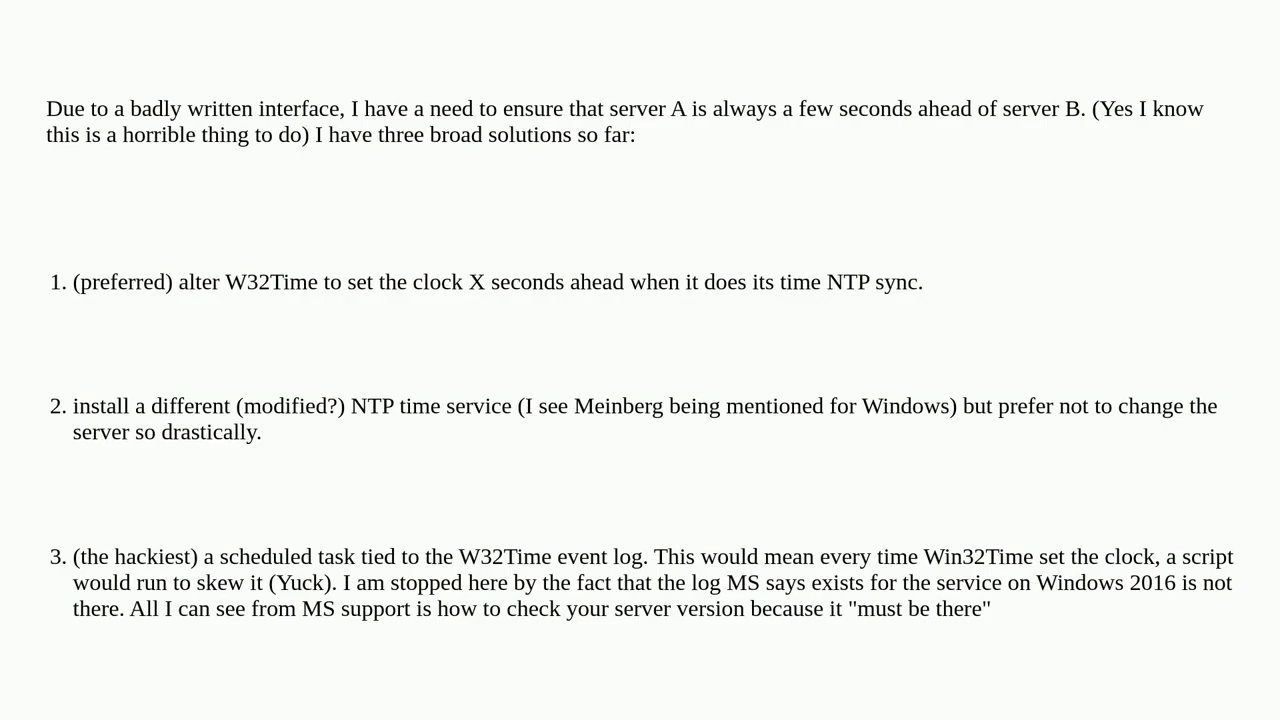 Due to a badly written interface, I have a need to ensure that server A is always a few seconds ahead of server B. (Yes I know
this is a horrible thing to do) I have three broad solutions so far:
1. (preferred) alter W32Time to set the clock X seconds ahead when it does its time NTP sync.
2. install a different (modified?) NTP time service (I see Meinberg being mentioned for Windows) but prefer not to change the
server so drastically.
3. (the hackiest) a scheduled task tied to the W32Time event log. This would mean every time Win32Time set the clock, a script
would run to skew it (Yuck). I am stopped here by the fact that the log MS says exists for the service on Windows 2016 is not
there. All I can see from MS support is how to check your server version because it "must be there"